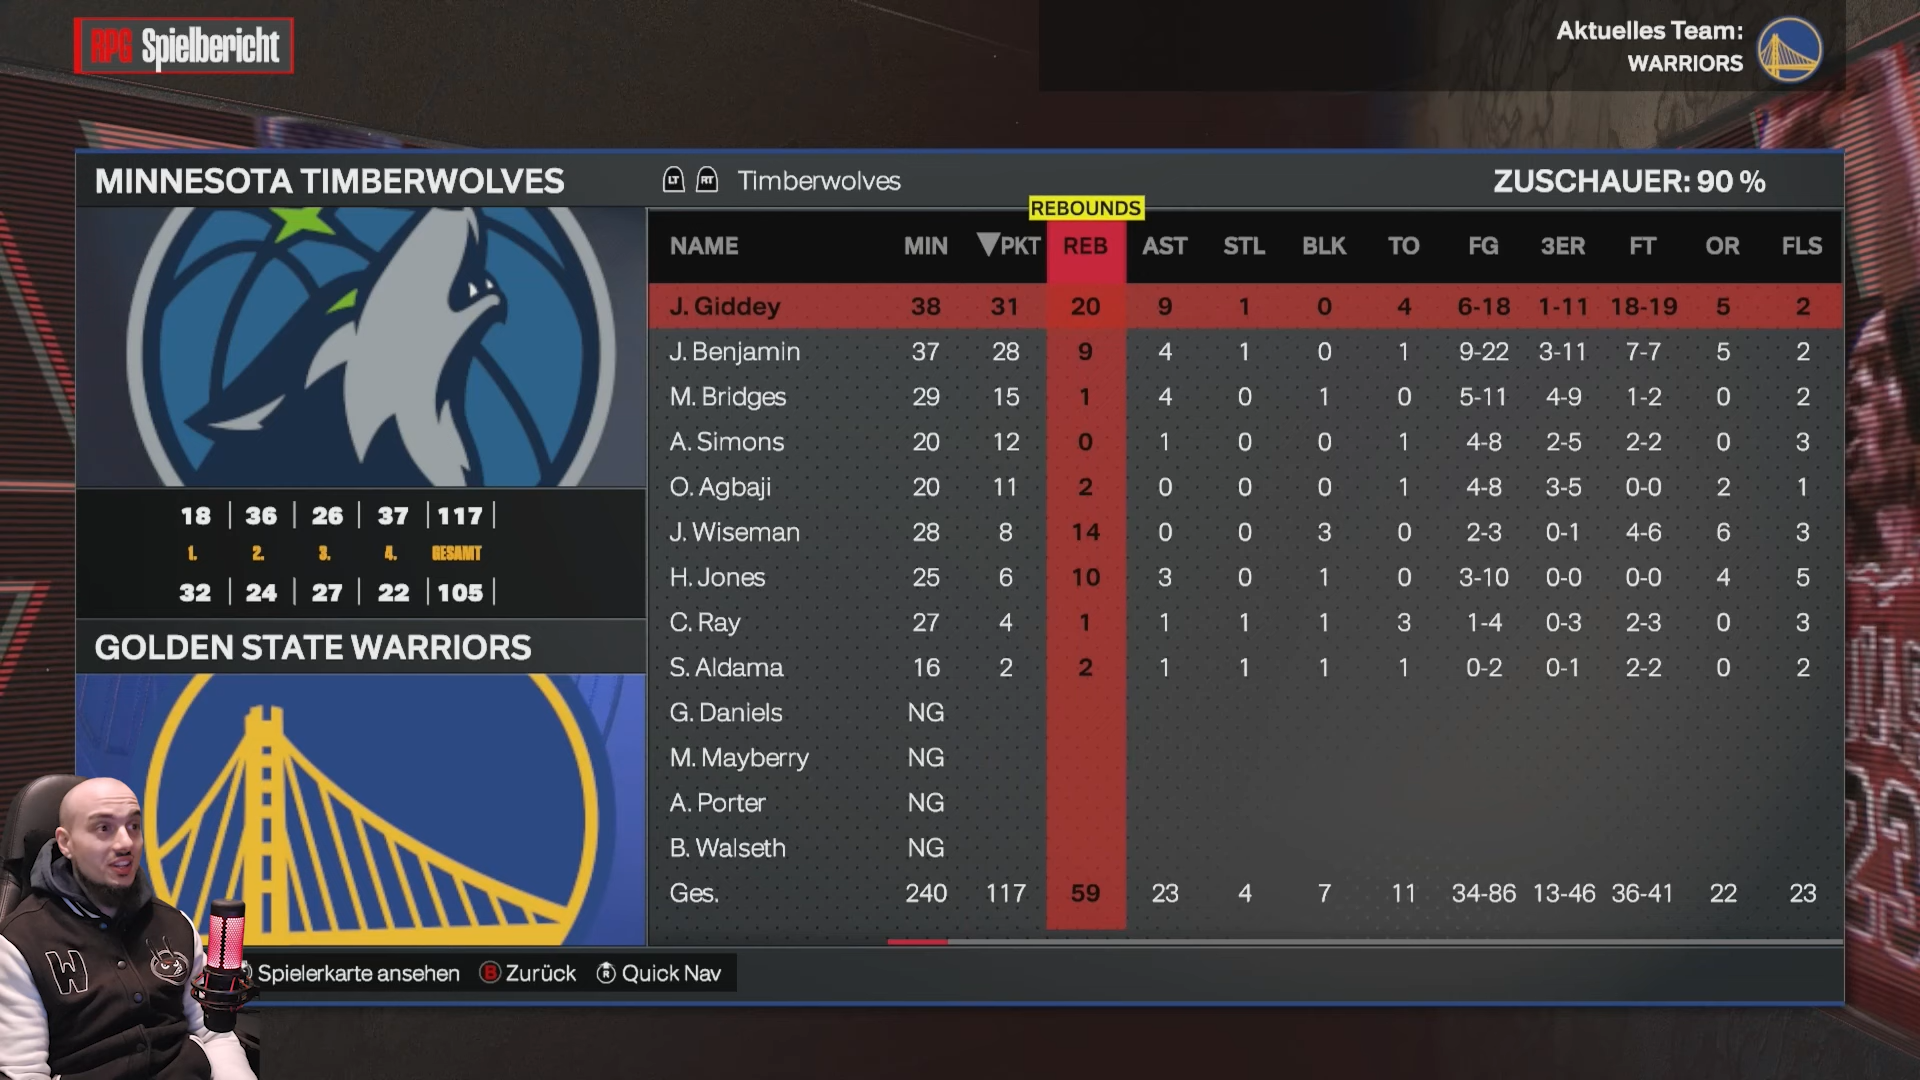 RPG Spielbericht
Aktuelles Team:
WARRIORS
MINNESOTA TIMBERWOLVES
18 | 36 | 26 | 37 | 117 |
1. 2. 3. 4. GESAMT
32 | 24 | 27 | 22 | 105 |
GOLDEN STATE WARRIORS
LT RT Timberwolves
ZUSCHAUER: 90 %
REBOUNDS
NAME MIN ▼PKT REB AST STL BLK TO FG 3ER FT OR FLS
J. Giddey 38 31 20 9 1 0 4 6-18 1-11 18-19 5 2
J. Benjamin 37 28 9 4 1 0 1 9-22 3-11 7-7 5 2
M. Bridges 29 15 1 4 0 1 0 5-11 4-9 1-2 0 2
A. Simons 20 12 0 1 0 0 1 4-8 2-5 2-2 0 3
O. Agbaji 20 11 2 0 0 0 1 4-8 3-5 0-0 2 1
J. Wiseman 28 8 14 0 0 3 0 2-3 0-1 4-6 6 3
H. Jones 25 6 10 3 0 1 0 3-10 0-0 0-0 4 5
C. Ray 27 4 1 1 1 1 3 1-4 0-3 2-3 0 3
S. Aldama 16 2 2 1 1 1 1 0-2 0-1 2-2 0 2
G. Daniels NG
M. Mayberry NG
A. Porter NG
B. Walseth NG
Ges. 240 117 59 23 4 7 11 34-86 13-46 36-41 22 23
Spielerkarte ansehen B Zurück R Quick Nav
W